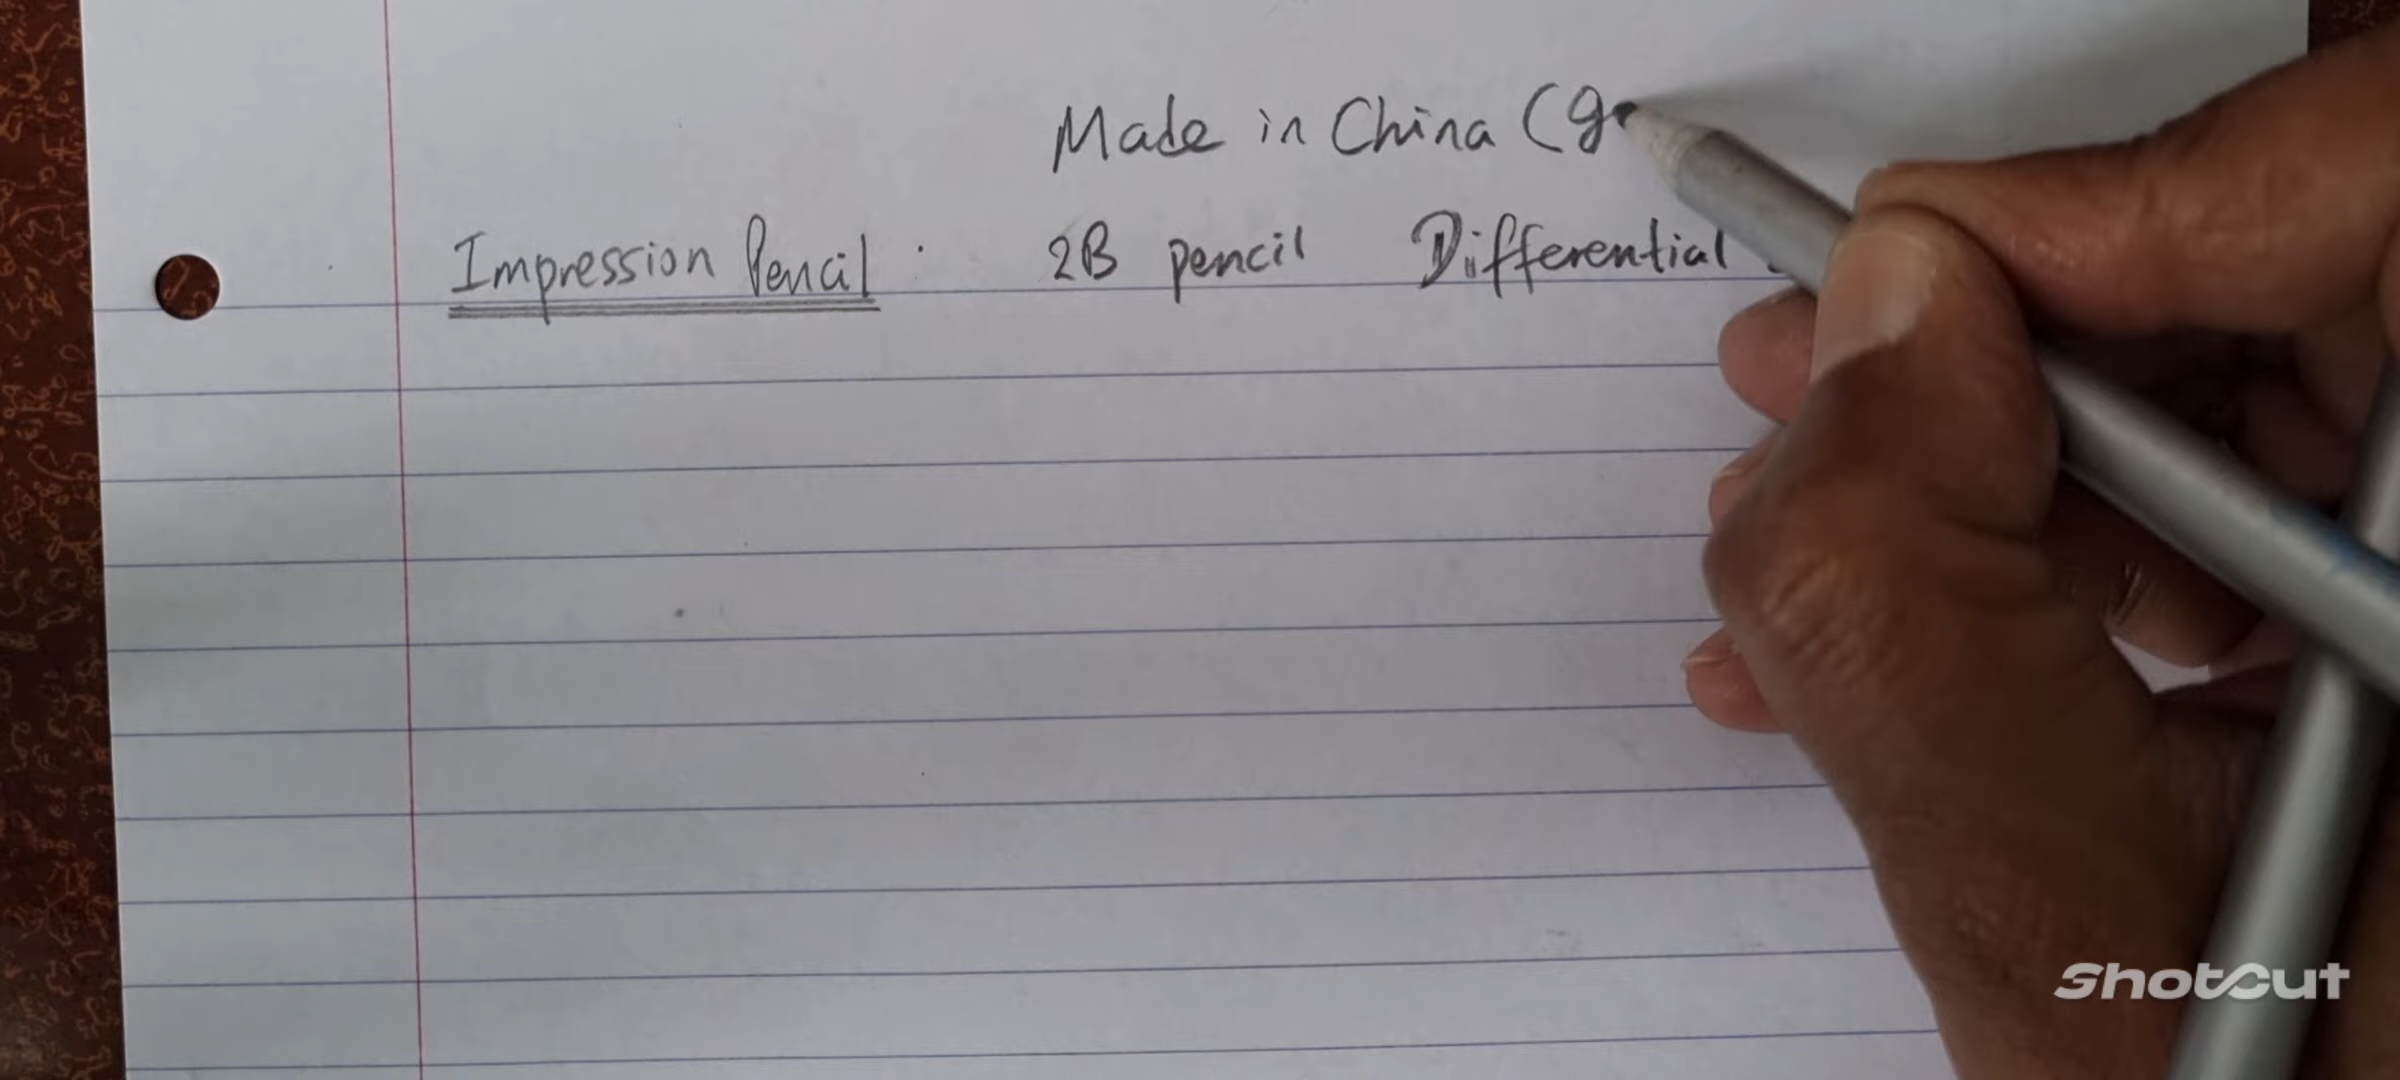 Made in China (g
Impression Pencil : 2B pencil Differential
ShotCut